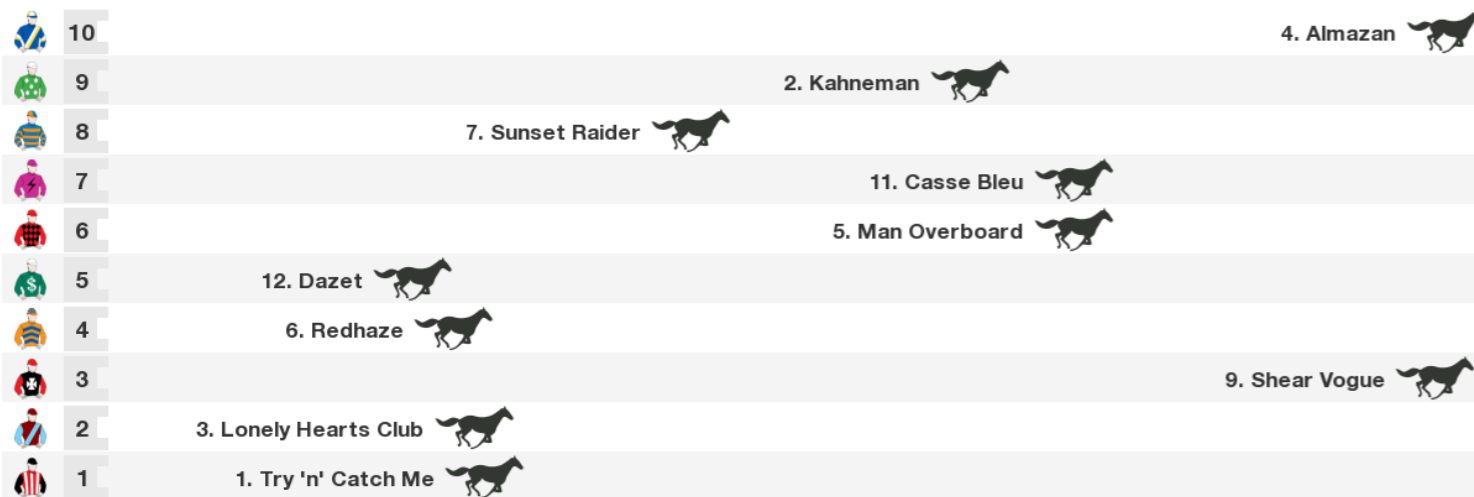 10 4. Almazan
9 2. Kahneman
8 7. Sunset Raider
7 11. Casse Bleu
6 5. Man Overboard
5 12. Dazet
4 6. Redhaze
3 9. Shear Vogue
2 3. Lonely Hearts Club
1 1. Try 'n' Catch Me